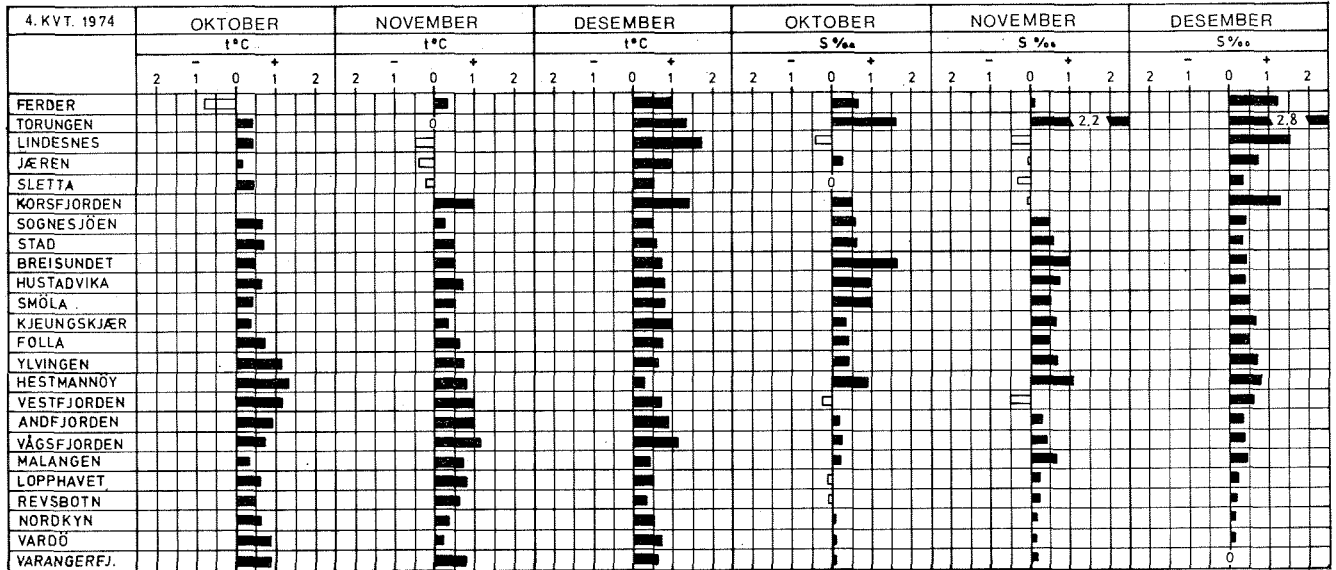 4. KVT. 1974 OKTOBER NOVEMBER DESEMBER OKTOBER NOVEMBER DESEMBER
t°C t°C t°C S ‰ S ‰ S ‰
- + - + - + - + - + - +
2 1 0 1 2 2 1 0 1 2 2 1 0 1 2 2 1 0 1 2 2 1 0 1 2 2 1 0 1 2
FERDER
TORUNGEN 0 2,2 2,8
LINDESNES
JÆREN
SLETTA 0
KORSFJORDEN
SOGNESJÖEN
STAD
BREISUNDET
HUSTADVIKA
SMÖLA
KJEUNGSKJÆR
FOLLA
YLVINGEN
HESTMANNÖY
VESTFJORDEN
ANDFJORDEN
VÅGSFJORDEN
MALANGEN
LOPPHAVET
REVSBOTN
NORDKYN
VARDÖ
VARANGERFJ. 0